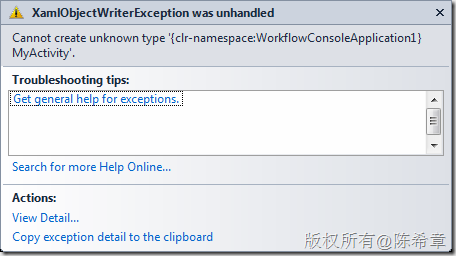 XamlObjectWriterException was unhandled
Cannot create unknown type '{clr-namespace:WorkflowConsoleApplication1}
MyActivity'.
Troubleshooting tips:
Get general help for exceptions.
Search for more Help Online...
Actions:
View Detail...
Copy exception detail to the clipboard
版权所有@陈希章